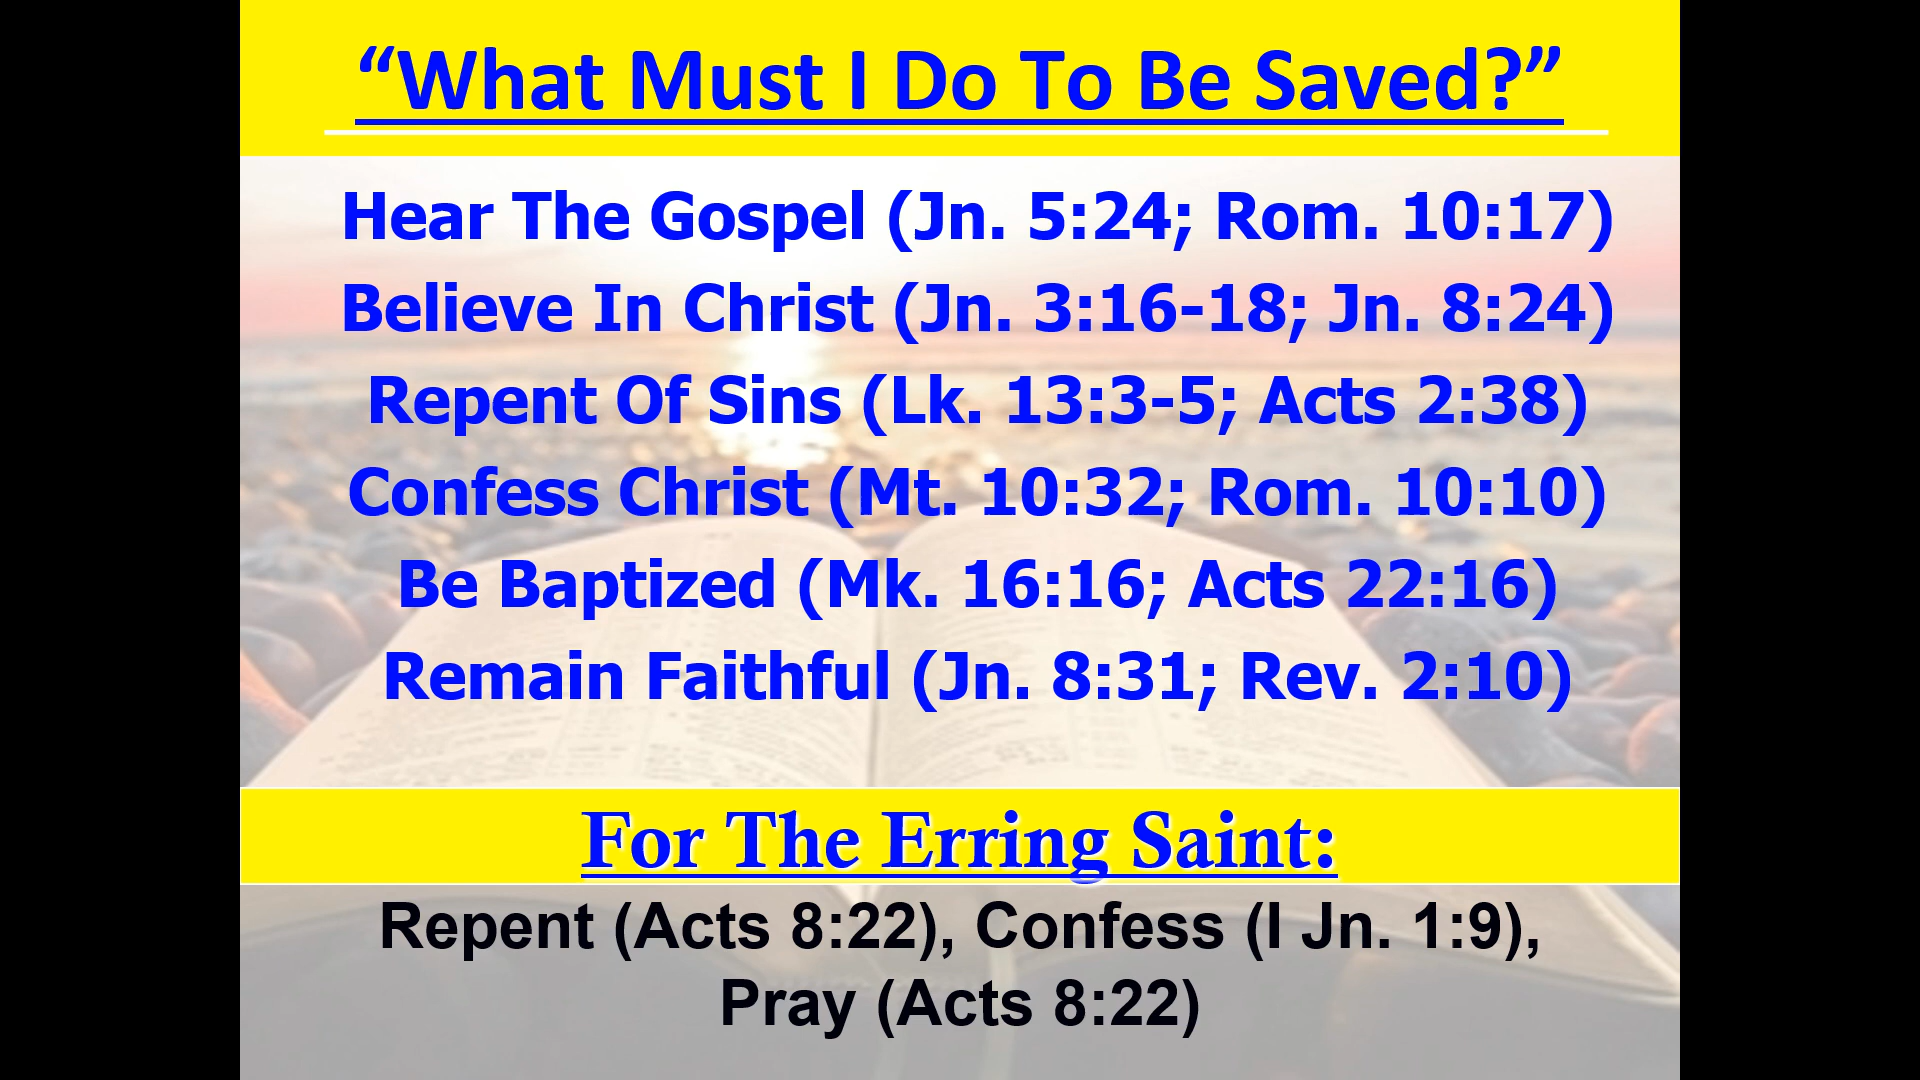 “What Must I Do To Be Saved?”
Hear The Gospel (Jn. 5:24; Rom. 10:17)
Believe In Christ (Jn. 3:16-18; Jn. 8:24)
Repent Of Sins (Lk. 13:3-5; Acts 2:38)
Confess Christ (Mt. 10:32; Rom. 10:10)
Be Baptized (Mk. 16:16; Acts 22:16)
Remain Faithful (Jn. 8:31; Rev. 2:10)
For The Erring Saint:
Repent (Acts 8:22), Confess (I Jn. 1:9),
Pray (Acts 8:22)